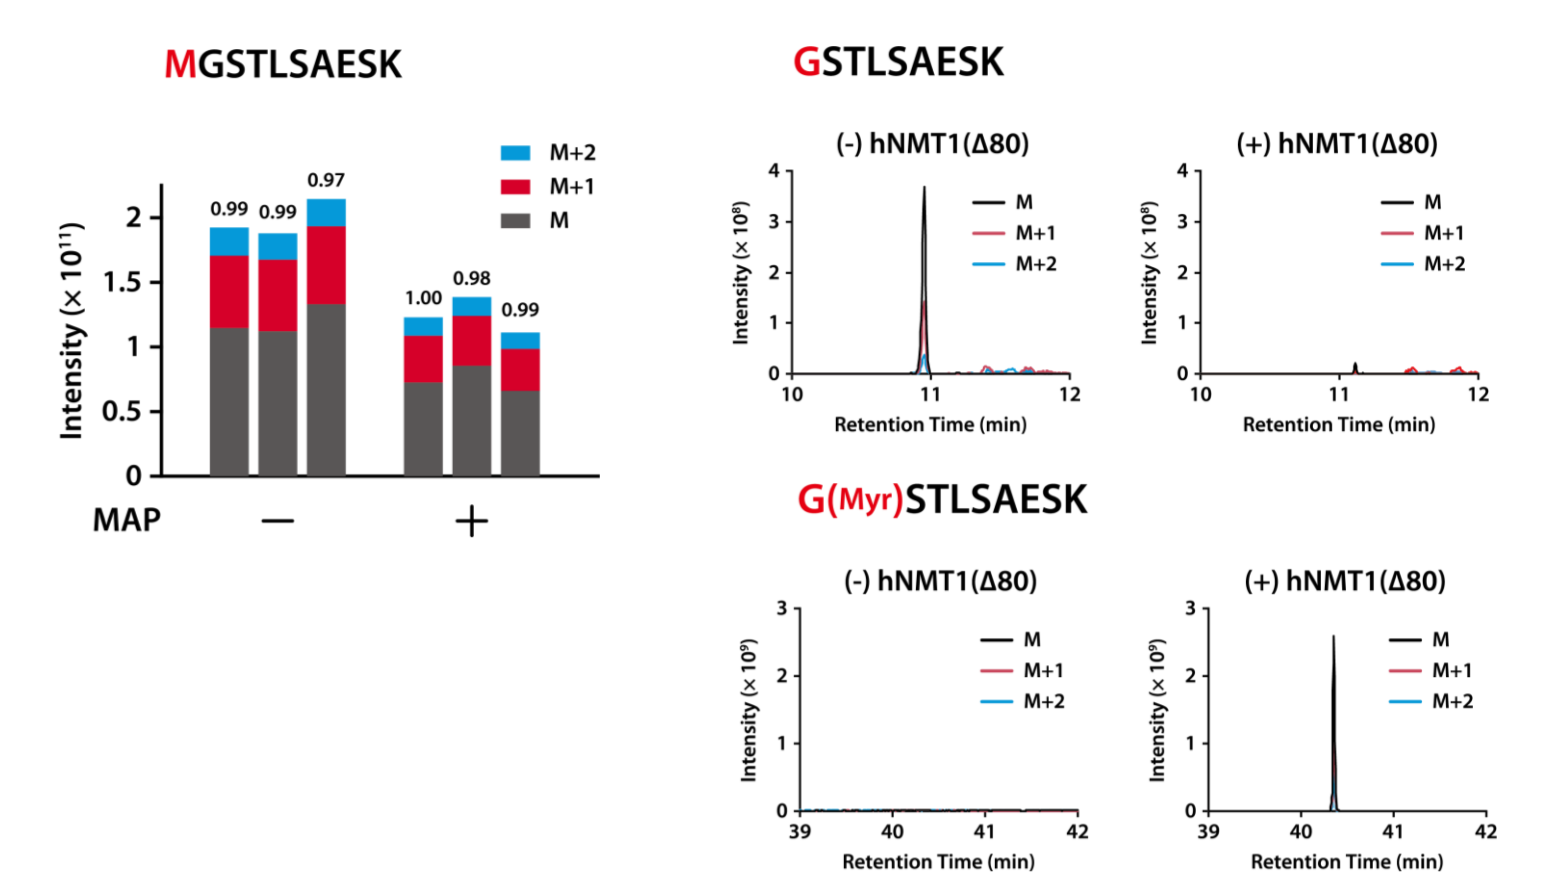 MGSTLSAESK
M+2
M+1
M
0.99 0.99 0.97
1.00 0.98 0.99
Intensity (× 10¹¹)
2
1.5
1
0.5
0
MAP − +
GSTLSAESK
(-) hNMT1(Δ80)
Intensity (× 10⁸)
4
3
2
1
0
M
M+1
M+2
10 11 12
Retention Time (min)
(+) hNMT1(Δ80)
Intensity (× 10⁸)
4
3
2
1
0
M
M+1
M+2
10 11 12
Retention Time (min)
G(Myr)STLSAESK
(-) hNMT1(Δ80)
Intensity (× 10⁹)
3
2
1
0
M
M+1
M+2
39 40 41 42
Retention Time (min)
(+) hNMT1(Δ80)
Intensity (× 10⁹)
3
2
1
0
M
M+1
M+2
39 40 41 42
Retention Time (min)